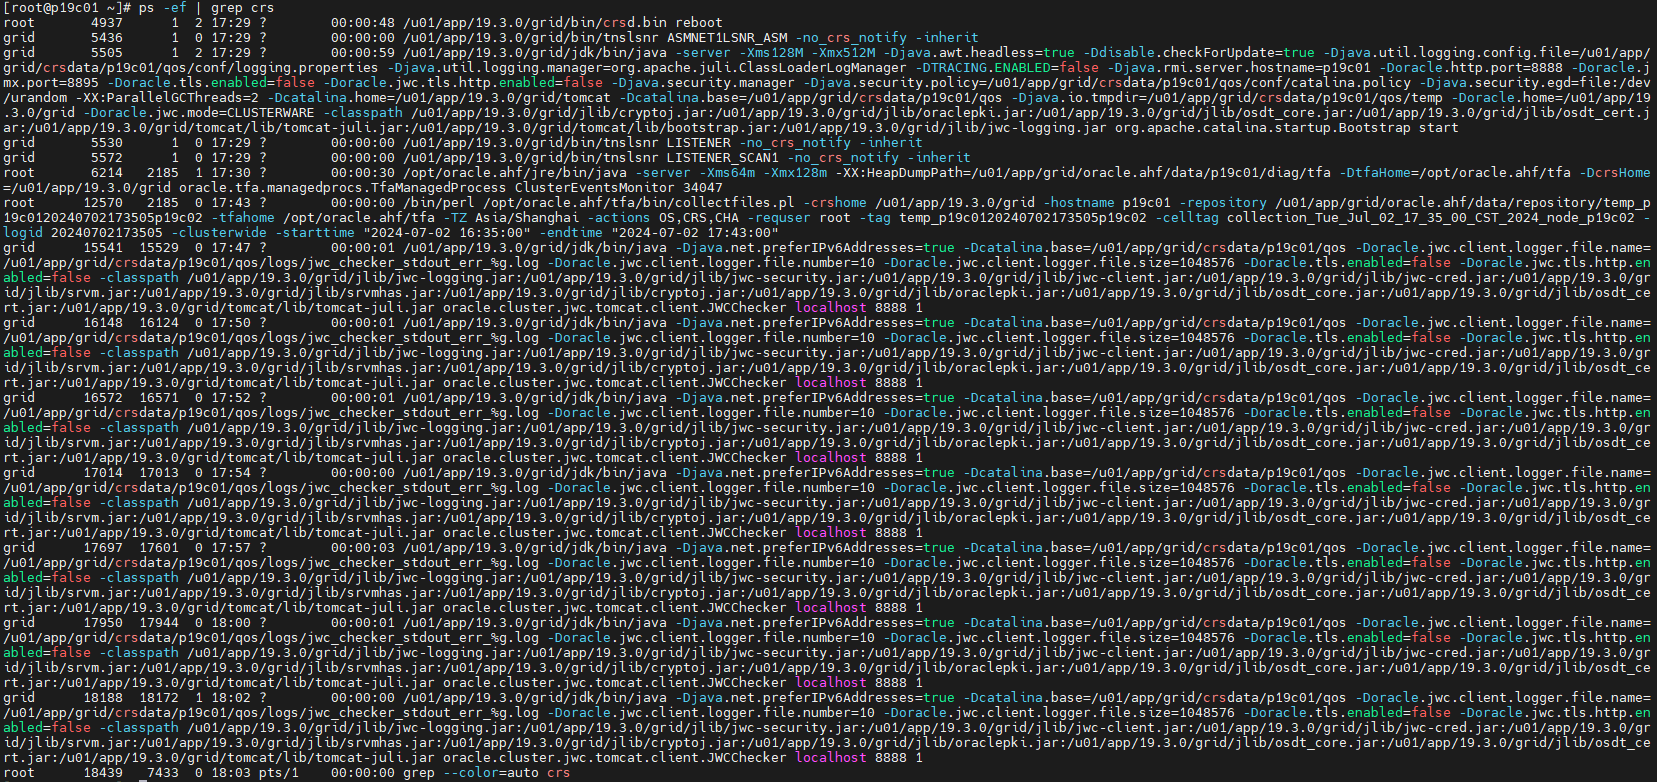 [root@p19c01 ~]# ps -ef | grep crs
root       4937      1  2 17:29 ?        00:00:48 /u01/app/19.3.0/grid/bin/crsd.bin reboot
grid       5436      1  0 17:29 ?        00:00:00 /u01/app/19.3.0/grid/bin/tnslsnr ASMNET1LSNR_ASM -no_crs_notify -inherit
grid       5505      1  2 17:29 ?        00:00:59 /u01/app/19.3.0/grid/jdk/bin/java -server -Xms128M -Xmx512M -Djava.awt.headless=true -Ddisable.checkForUpdate=true -Djava.util.logging.config.file=/u01/app/
grid/crsdata/p19c01/qos/conf/logging.properties -Djava.util.logging.manager=org.apache.juli.ClassLoaderLogManager -DTRACING.ENABLED=false -Djava.rmi.server.hostname=p19c01 -Doracle.http.port=8888 -Doracle.j
mx.port=8895 -Doracle.tls.enabled=false -Doracle.jwc.tls.http.enabled=false -Djava.security.manager -Djava.security.policy=/u01/app/grid/crsdata/p19c01/qos/conf/catalina.policy -Djava.security.egd=file:/dev
/urandom -XX:ParallelGCThreads=2 -Dcatalina.home=/u01/app/19.3.0/grid/tomcat -Dcatalina.base=/u01/app/grid/crsdata/p19c01/qos -Djava.io.tmpdir=/u01/app/grid/crsdata/p19c01/qos/temp -Doracle.home=/u01/app/19
.3.0/grid -Doracle.jwc.mode=CLUSTERWARE -classpath /u01/app/19.3.0/grid/jlib/cryptoj.jar:/u01/app/19.3.0/grid/jlib/oraclepki.jar:/u01/app/19.3.0/grid/jlib/osdt_core.jar:/u01/app/19.3.0/grid/jlib/osdt_cert.j
ar:/u01/app/19.3.0/grid/tomcat/lib/tomcat-juli.jar:/u01/app/19.3.0/grid/tomcat/lib/bootstrap.jar:/u01/app/19.3.0/grid/jlib/jwc-logging.jar org.apache.catalina.startup.Bootstrap start
grid       5530      1  0 17:29 ?        00:00:00 /u01/app/19.3.0/grid/bin/tnslsnr LISTENER -no_crs_notify -inherit
grid       5572      1  0 17:29 ?        00:00:00 /u01/app/19.3.0/grid/bin/tnslsnr LISTENER_SCAN1 -no_crs_notify -inherit
root       6214   2185  1 17:30 ?        00:00:30 /opt/oracle.ahf/jre/bin/java -server -Xms64m -Xmx128m -XX:HeapDumpPath=/u01/app/grid/oracle.ahf/data/p19c01/diag/tfa -DtfaHome=/opt/oracle.ahf/tfa -DcrsHome
=/u01/app/19.3.0/grid oracle.tfa.managedprocs.TfaManagedProcess ClusterEventsMonitor 34047
root      12570   2185  0 17:43 ?        00:00:00 /bin/perl /opt/oracle.ahf/tfa/bin/collectfiles.pl -crshome /u01/app/19.3.0/grid -hostname p19c01 -repository /u01/app/grid/oracle.ahf/data/repository/temp_p
19c0120240702173505p19c02 -tfahome /opt/oracle.ahf/tfa -TZ Asia/Shanghai -actions OS,CRS,CHA -requser root -tag temp_p19c0120240702173505p19c02 -celltag collection_Tue_Jul_02_17_35_00_CST_2024_node_p19c02 -
logid 20240702173505 -clusterwide -starttime "2024-07-02 16:35:00" -endtime "2024-07-02 17:43:00"
grid      15541  15529  0 17:47 ?        00:00:01 /u01/app/19.3.0/grid/jdk/bin/java -Djava.net.preferIPv6Addresses=true -Dcatalina.base=/u01/app/grid/crsdata/p19c01/qos -Doracle.jwc.client.logger.file.name=
/u01/app/grid/crsdata/p19c01/qos/logs/jwc_checker_stdout_err_%g.log -Doracle.jwc.client.logger.file.number=10 -Doracle.jwc.client.logger.file.size=1048576 -Doracle.tls.enabled=false -Doracle.jwc.tls.http.en
abled=false -classpath /u01/app/19.3.0/grid/jlib/jwc-logging.jar:/u01/app/19.3.0/grid/jlib/jwc-security.jar:/u01/app/19.3.0/grid/jlib/jwc-client.jar:/u01/app/19.3.0/grid/jlib/jwc-cred.jar:/u01/app/19.3.0/gr
id/jlib/srvm.jar:/u01/app/19.3.0/grid/jlib/srvmhas.jar:/u01/app/19.3.0/grid/jlib/cryptoj.jar:/u01/app/19.3.0/grid/jlib/oraclepki.jar:/u01/app/19.3.0/grid/jlib/osdt_core.jar:/u01/app/19.3.0/grid/jlib/osdt_ce
rt.jar:/u01/app/19.3.0/grid/tomcat/lib/tomcat-juli.jar oracle.cluster.jwc.tomcat.client.JWCChecker localhost 8888 1
grid      16148  16124  0 17:50 ?        00:00:01 /u01/app/19.3.0/grid/jdk/bin/java -Djava.net.preferIPv6Addresses=true -Dcatalina.base=/u01/app/grid/crsdata/p19c01/qos -Doracle.jwc.client.logger.file.name=
/u01/app/grid/crsdata/p19c01/qos/logs/jwc_checker_stdout_err_%g.log -Doracle.jwc.client.logger.file.number=10 -Doracle.jwc.client.logger.file.size=1048576 -Doracle.tls.enabled=false -Doracle.jwc.tls.http.en
abled=false -classpath /u01/app/19.3.0/grid/jlib/jwc-logging.jar:/u01/app/19.3.0/grid/jlib/jwc-security.jar:/u01/app/19.3.0/grid/jlib/jwc-client.jar:/u01/app/19.3.0/grid/jlib/jwc-cred.jar:/u01/app/19.3.0/gr
id/jlib/srvm.jar:/u01/app/19.3.0/grid/jlib/srvmhas.jar:/u01/app/19.3.0/grid/jlib/cryptoj.jar:/u01/app/19.3.0/grid/jlib/oraclepki.jar:/u01/app/19.3.0/grid/jlib/osdt_core.jar:/u01/app/19.3.0/grid/jlib/osdt_ce
rt.jar:/u01/app/19.3.0/grid/tomcat/lib/tomcat-juli.jar oracle.cluster.jwc.tomcat.client.JWCChecker localhost 8888 1
grid      16572  16571  0 17:52 ?        00:00:01 /u01/app/19.3.0/grid/jdk/bin/java -Djava.net.preferIPv6Addresses=true -Dcatalina.base=/u01/app/grid/crsdata/p19c01/qos -Doracle.jwc.client.logger.file.name=
/u01/app/grid/crsdata/p19c01/qos/logs/jwc_checker_stdout_err_%g.log -Doracle.jwc.client.logger.file.number=10 -Doracle.jwc.client.logger.file.size=1048576 -Doracle.tls.enabled=false -Doracle.jwc.tls.http.en
abled=false -classpath /u01/app/19.3.0/grid/jlib/jwc-logging.jar:/u01/app/19.3.0/grid/jlib/jwc-security.jar:/u01/app/19.3.0/grid/jlib/jwc-client.jar:/u01/app/19.3.0/grid/jlib/jwc-cred.jar:/u01/app/19.3.0/gr
id/jlib/srvm.jar:/u01/app/19.3.0/grid/jlib/srvmhas.jar:/u01/app/19.3.0/grid/jlib/cryptoj.jar:/u01/app/19.3.0/grid/jlib/oraclepki.jar:/u01/app/19.3.0/grid/jlib/osdt_core.jar:/u01/app/19.3.0/grid/jlib/osdt_ce
rt.jar:/u01/app/19.3.0/grid/tomcat/lib/tomcat-juli.jar oracle.cluster.jwc.tomcat.client.JWCChecker localhost 8888 1
grid      17014  17013  0 17:54 ?        00:00:00 /u01/app/19.3.0/grid/jdk/bin/java -Djava.net.preferIPv6Addresses=true -Dcatalina.base=/u01/app/grid/crsdata/p19c01/qos -Doracle.jwc.client.logger.file.name=
/u01/app/grid/crsdata/p19c01/qos/logs/jwc_checker_stdout_err_%g.log -Doracle.jwc.client.logger.file.number=10 -Doracle.jwc.client.logger.file.size=1048576 -Doracle.tls.enabled=false -Doracle.jwc.tls.http.en
abled=false -classpath /u01/app/19.3.0/grid/jlib/jwc-logging.jar:/u01/app/19.3.0/grid/jlib/jwc-security.jar:/u01/app/19.3.0/grid/jlib/jwc-client.jar:/u01/app/19.3.0/grid/jlib/jwc-cred.jar:/u01/app/19.3.0/gr
id/jlib/srvm.jar:/u01/app/19.3.0/grid/jlib/srvmhas.jar:/u01/app/19.3.0/grid/jlib/cryptoj.jar:/u01/app/19.3.0/grid/jlib/oraclepki.jar:/u01/app/19.3.0/grid/jlib/osdt_core.jar:/u01/app/19.3.0/grid/jlib/osdt_ce
rt.jar:/u01/app/19.3.0/grid/tomcat/lib/tomcat-juli.jar oracle.cluster.jwc.tomcat.client.JWCChecker localhost 8888 1
grid      17697  17601  0 17:57 ?        00:00:03 /u01/app/19.3.0/grid/jdk/bin/java -Djava.net.preferIPv6Addresses=true -Dcatalina.base=/u01/app/grid/crsdata/p19c01/qos -Doracle.jwc.client.logger.file.name=
/u01/app/grid/crsdata/p19c01/qos/logs/jwc_checker_stdout_err_%g.log -Doracle.jwc.client.logger.file.number=10 -Doracle.jwc.client.logger.file.size=1048576 -Doracle.tls.enabled=false -Doracle.jwc.tls.http.en
abled=false -classpath /u01/app/19.3.0/grid/jlib/jwc-logging.jar:/u01/app/19.3.0/grid/jlib/jwc-security.jar:/u01/app/19.3.0/grid/jlib/jwc-client.jar:/u01/app/19.3.0/grid/jlib/jwc-cred.jar:/u01/app/19.3.0/gr
id/jlib/srvm.jar:/u01/app/19.3.0/grid/jlib/srvmhas.jar:/u01/app/19.3.0/grid/jlib/cryptoj.jar:/u01/app/19.3.0/grid/jlib/oraclepki.jar:/u01/app/19.3.0/grid/jlib/osdt_core.jar:/u01/app/19.3.0/grid/jlib/osdt_ce
rt.jar:/u01/app/19.3.0/grid/tomcat/lib/tomcat-juli.jar oracle.cluster.jwc.tomcat.client.JWCChecker localhost 8888 1
grid      17950  17944  0 18:00 ?        00:00:01 /u01/app/19.3.0/grid/jdk/bin/java -Djava.net.preferIPv6Addresses=true -Dcatalina.base=/u01/app/grid/crsdata/p19c01/qos -Doracle.jwc.client.logger.file.name=
/u01/app/grid/crsdata/p19c01/qos/logs/jwc_checker_stdout_err_%g.log -Doracle.jwc.client.logger.file.number=10 -Doracle.jwc.client.logger.file.size=1048576 -Doracle.tls.enabled=false -Doracle.jwc.tls.http.en
abled=false -classpath /u01/app/19.3.0/grid/jlib/jwc-logging.jar:/u01/app/19.3.0/grid/jlib/jwc-security.jar:/u01/app/19.3.0/grid/jlib/jwc-client.jar:/u01/app/19.3.0/grid/jlib/jwc-cred.jar:/u01/app/19.3.0/gr
id/jlib/srvm.jar:/u01/app/19.3.0/grid/jlib/srvmhas.jar:/u01/app/19.3.0/grid/jlib/cryptoj.jar:/u01/app/19.3.0/grid/jlib/oraclepki.jar:/u01/app/19.3.0/grid/jlib/osdt_core.jar:/u01/app/19.3.0/grid/jlib/osdt_ce
rt.jar:/u01/app/19.3.0/grid/tomcat/lib/tomcat-juli.jar oracle.cluster.jwc.tomcat.client.JWCChecker localhost 8888 1
grid      18188  18172  1 18:02 ?        00:00:00 /u01/app/19.3.0/grid/jdk/bin/java -Djava.net.preferIPv6Addresses=true -Dcatalina.base=/u01/app/grid/crsdata/p19c01/qos -Doracle.jwc.client.logger.file.name=
/u01/app/grid/crsdata/p19c01/qos/logs/jwc_checker_stdout_err_%g.log -Doracle.jwc.client.logger.file.number=10 -Doracle.jwc.client.logger.file.size=1048576 -Doracle.tls.enabled=false -Doracle.jwc.tls.http.en
abled=false -classpath /u01/app/19.3.0/grid/jlib/jwc-logging.jar:/u01/app/19.3.0/grid/jlib/jwc-security.jar:/u01/app/19.3.0/grid/jlib/jwc-client.jar:/u01/app/19.3.0/grid/jlib/jwc-cred.jar:/u01/app/19.3.0/gr
id/jlib/srvm.jar:/u01/app/19.3.0/grid/jlib/srvmhas.jar:/u01/app/19.3.0/grid/jlib/cryptoj.jar:/u01/app/19.3.0/grid/jlib/oraclepki.jar:/u01/app/19.3.0/grid/jlib/osdt_core.jar:/u01/app/19.3.0/grid/jlib/osdt_ce
rt.jar:/u01/app/19.3.0/grid/tomcat/lib/tomcat-juli.jar oracle.cluster.jwc.tomcat.client.JWCChecker localhost 8888 1
root      18439   7433  0 18:03 pts/1    00:00:00 grep --color=auto crs